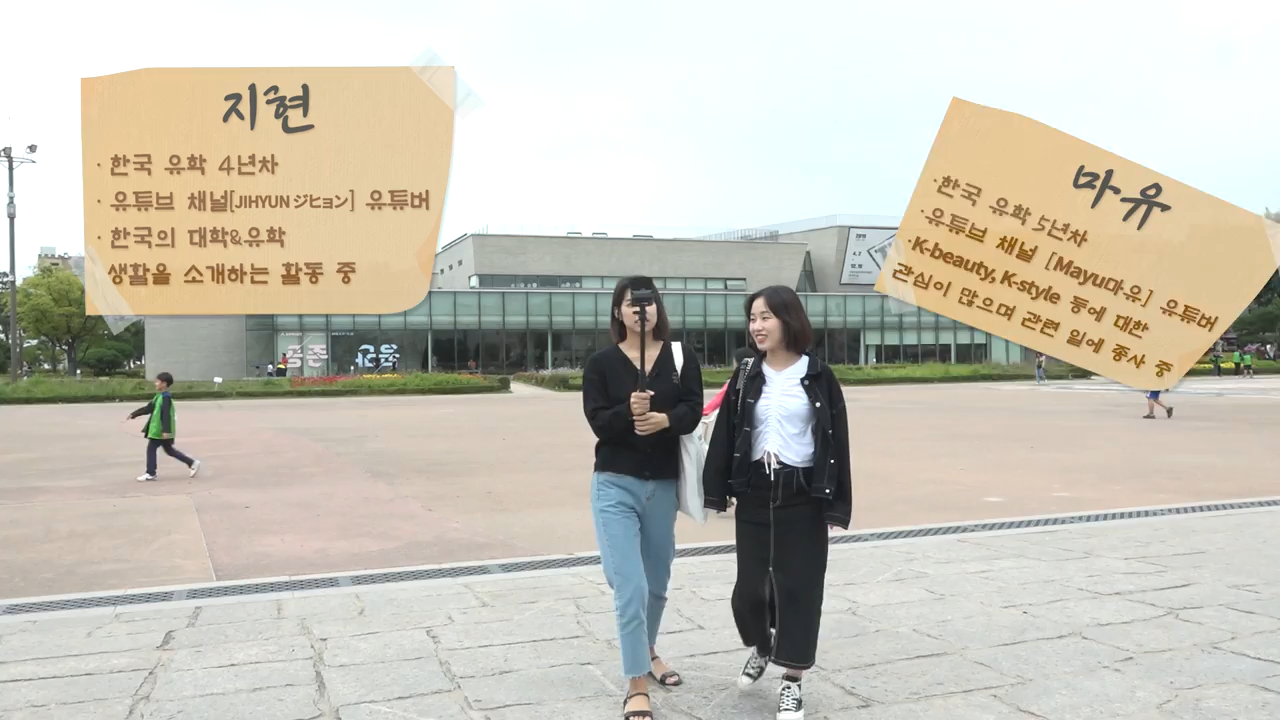 지현
· 한국 유학 4년차
· 유튜브 채널[JIHYUN ジヒョン] 유튜버
· 한국의 대학&유학
생활을 소개하는 활동 중
마유
·한국 유학 5년차
·유튜브 채널 [Mayu마유] 유튜버
·K-beauty, K-style 등에 대한
관심이 많으며 관련 일에 종사 중